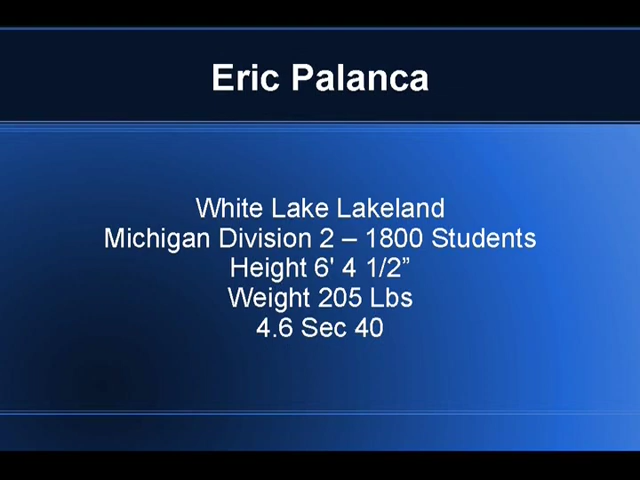 Eric Palanca
White Lake Lakeland
Michigan Division 2 – 1800 Students
Height 6' 4 1/2”
Weight 205 Lbs
4.6 Sec 40